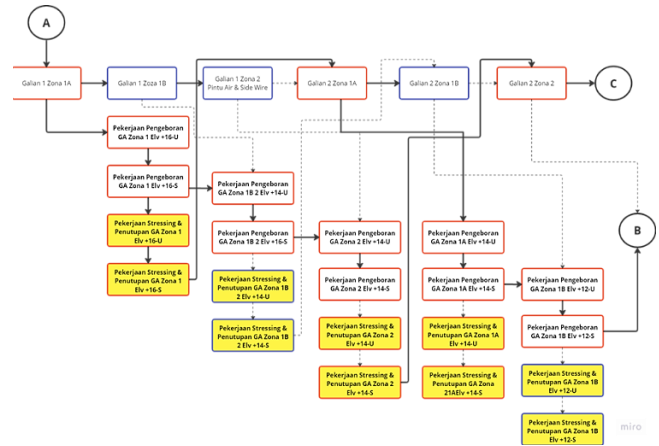 A
Galian 1 Zona 1A
Galian 1 Zoza 1B
Galian 1 Zona 2
Pintu Air & Side Wire
Galian 2 Zona 1A
Galian 2 Zona 1B
Galian 2 Zona 2
C
Pekerjaan Pengeboran
GA Zona 1 Elv +16-U
Pekerjaan Pengeboran
GA Zona 1 Elv +16-S
Pekerjaan Stressing &
Penutupan GA Zona 1
Elv +16-U
Pekerjaan Stressing &
Penutupan GA Zona 1
Elv +16-S
Pekerjaan Pengeboran
GA Zona 1B 2 Elv +14-U
Pekerjaan Pengeboran
GA Zona 1B 2 Elv +16-S
Pekerjaan Stressing &
Penutupan GA Zona 1B
2 Elv +14-U
Pekerjaan Stressing &
Penutupan GA Zona 1B
2 Elv +14-S
Pekerjaan Pengeboran
GA Zona 2 Elv +14-U
Pekerjaan Pengeboran
GA Zona 2 Elv +14-S
Pekerjaan Stressing &
Penutupan GA Zona 2
Elv +14-U
Pekerjaan Stressing &
Penutupan GA Zona 2
Elv +14-S
Pekerjaan Pengeboran
GA Zona 1A Elv +14-U
Pekerjaan Pengeboran
GA Zona 1A Elv +14-S
Pekerjaan Stressing &
Penutupan GA Zona 1A
Elv +14-U
Pekerjaan Stressing &
Penutupan GA Zona
21AElv +14-S
Pekerjaan Pengeboran
GA Zona 1B Elv +12-U
Pekerjaan Pengeboran
GA Zona 1B Elv +12-S
Pekerjaan Stressing &
Penutupan GA Zona 1B
Elv +12-U
Pekerjaan Stressing &
Penutupan GA Zona 1B
Elv +12-S
B
miro